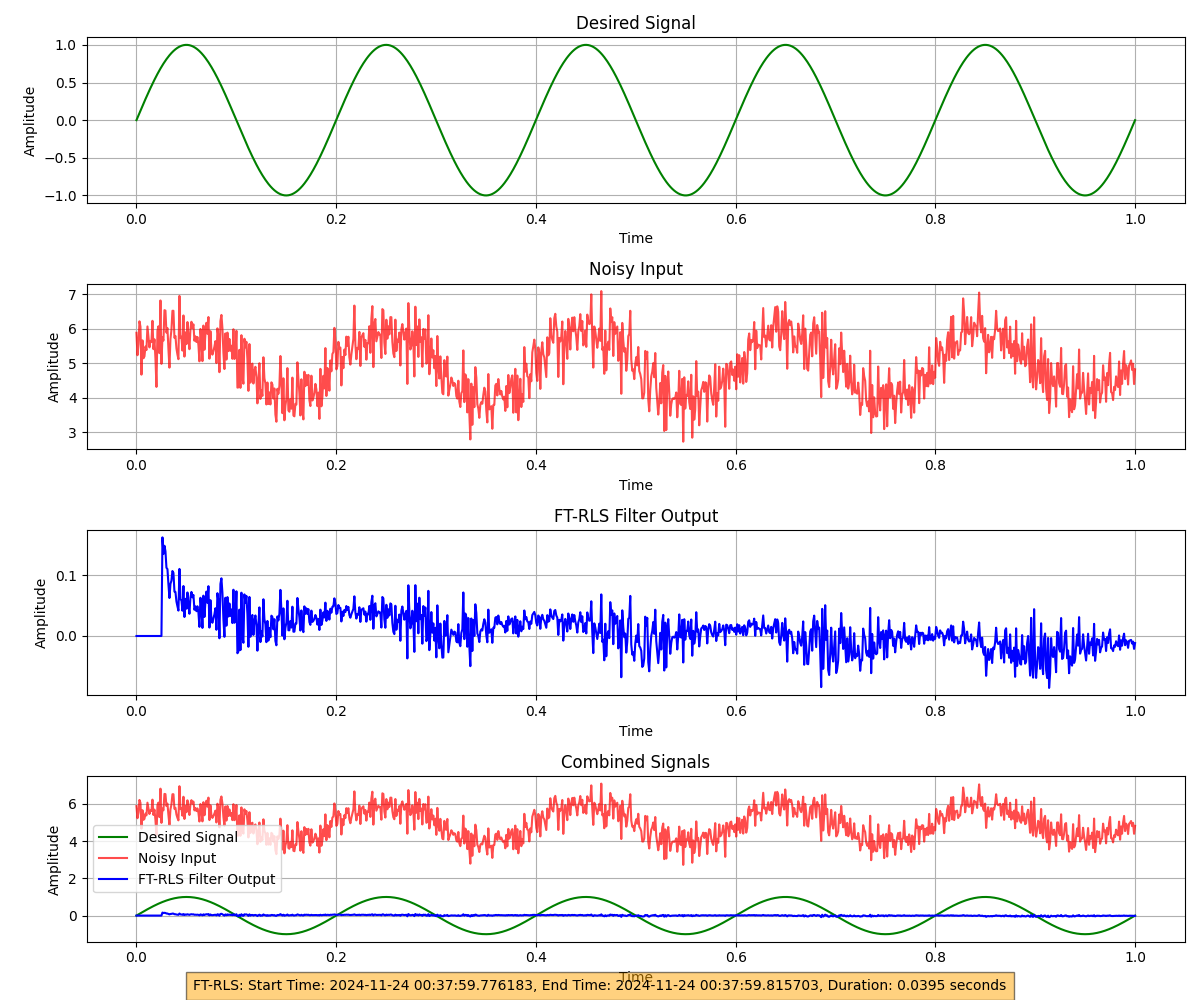 Desired Signal
1.0
0.5
0.0
−0.5
−1.0
Amplitude
0.0 0.2 0.4 0.6 0.8 1.0
Time
Noisy Input
7
6
5
4
3
Amplitude
0.0 0.2 0.4 0.6 0.8 1.0
Time
FT-RLS Filter Output
0.1
0.0
Amplitude
0.0 0.2 0.4 0.6 0.8 1.0
Time
Combined Signals
6
4
2
0
Amplitude
Desired Signal
Noisy Input
FT-RLS Filter Output
0.0 0.2 0.4 0.6 0.8 1.0
Time
FT-RLS: Start Time: 2024-11-24 00:37:59.776183, End Time: 2024-11-24 00:37:59.815703, Duration: 0.0395 seconds